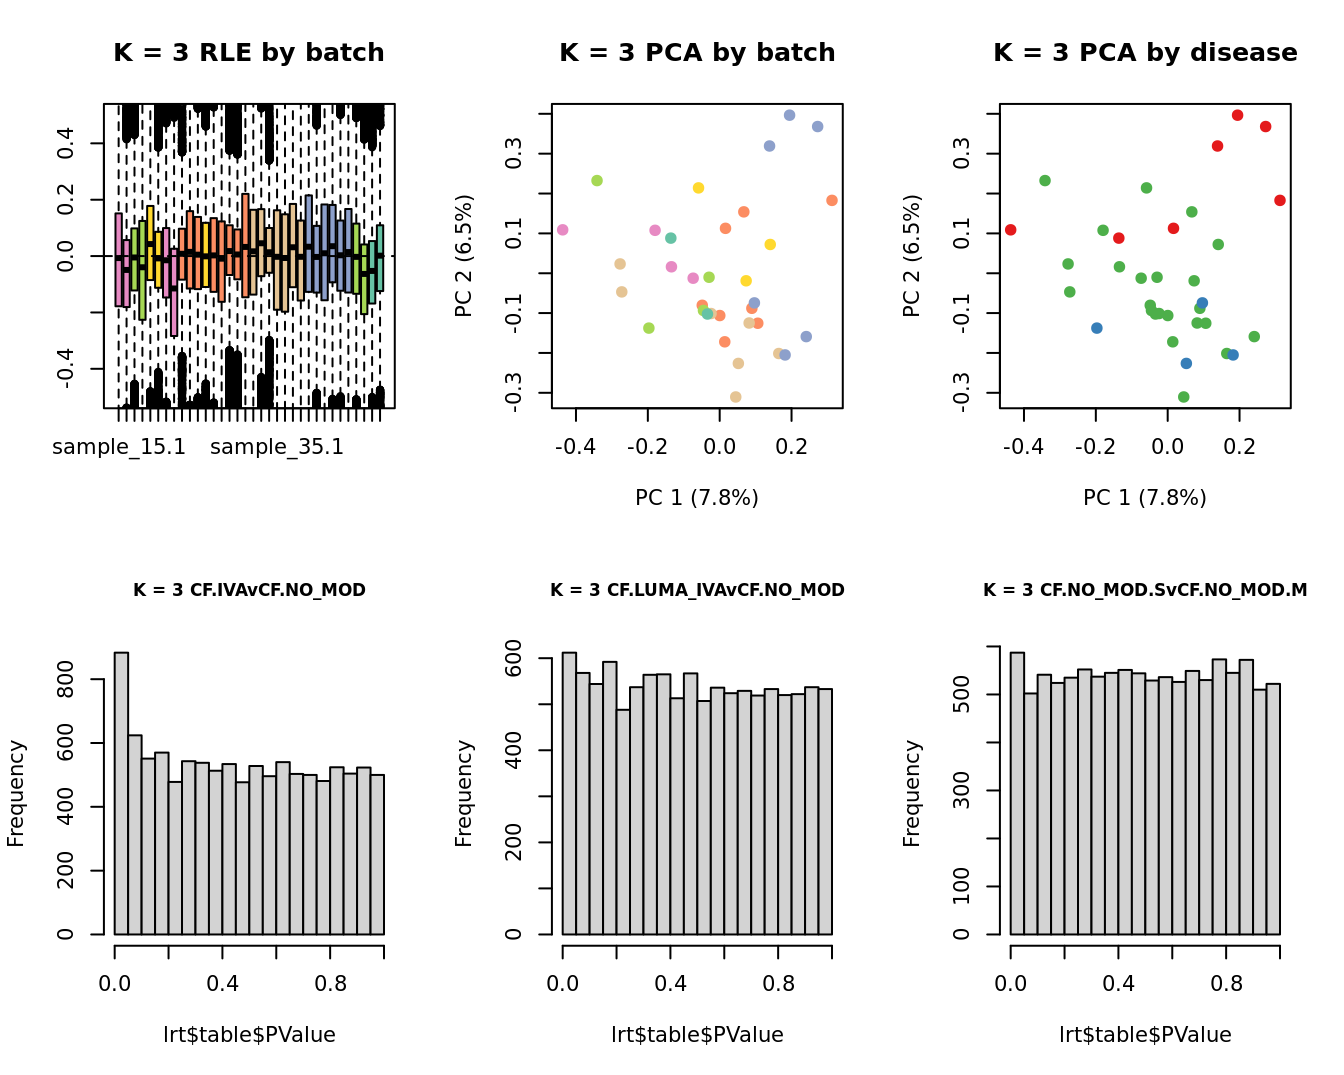 K = 3 RLE by batch
-0.4
0.0
0.2
0.4
sample_15.1
sample_35.1
K = 3 PCA by batch
PC 2 (6.5%)
-0.3
-0.1
0.1
0.3
-0.4
-0.2
0.0
0.2
PC 1 (7.8%)
K = 3 PCA by disease
PC 2 (6.5%)
-0.3
-0.1
0.1
0.3
-0.4
-0.2
0.0
0.2
PC 1 (7.8%)
K = 3 CF.IVAvCF.NO_MOD
Frequency
0
200
400
600
800
0.0
0.4
0.8
lrt$table$PValue
K = 3 CF.LUMA_IVAvCF.NO_MOD
Frequency
0
200
400
600
0.0
0.4
0.8
lrt$table$PValue
K = 3 CF.NO_MOD.SvCF.NO_MOD.M
Frequency
0
100
300
500
0.0
0.4
0.8
lrt$table$PValue